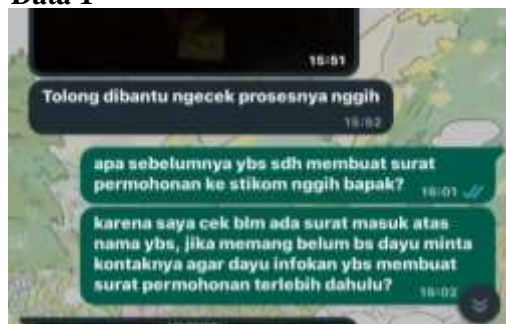 Data 1
15:51
Tolong dibantu ngecek prosesnya nggih
15:52
apa sebelumnya ybs sdh membuat surat
permohonan ke stikom nggih bapak?
16:01
karena saya cek blm ada surat masuk atas
nama ybs, jika memang belum bs dayu minta
kontaknya agar dayu infokan ybs membuat
surat permohonan terlebih dahulu?
16:02